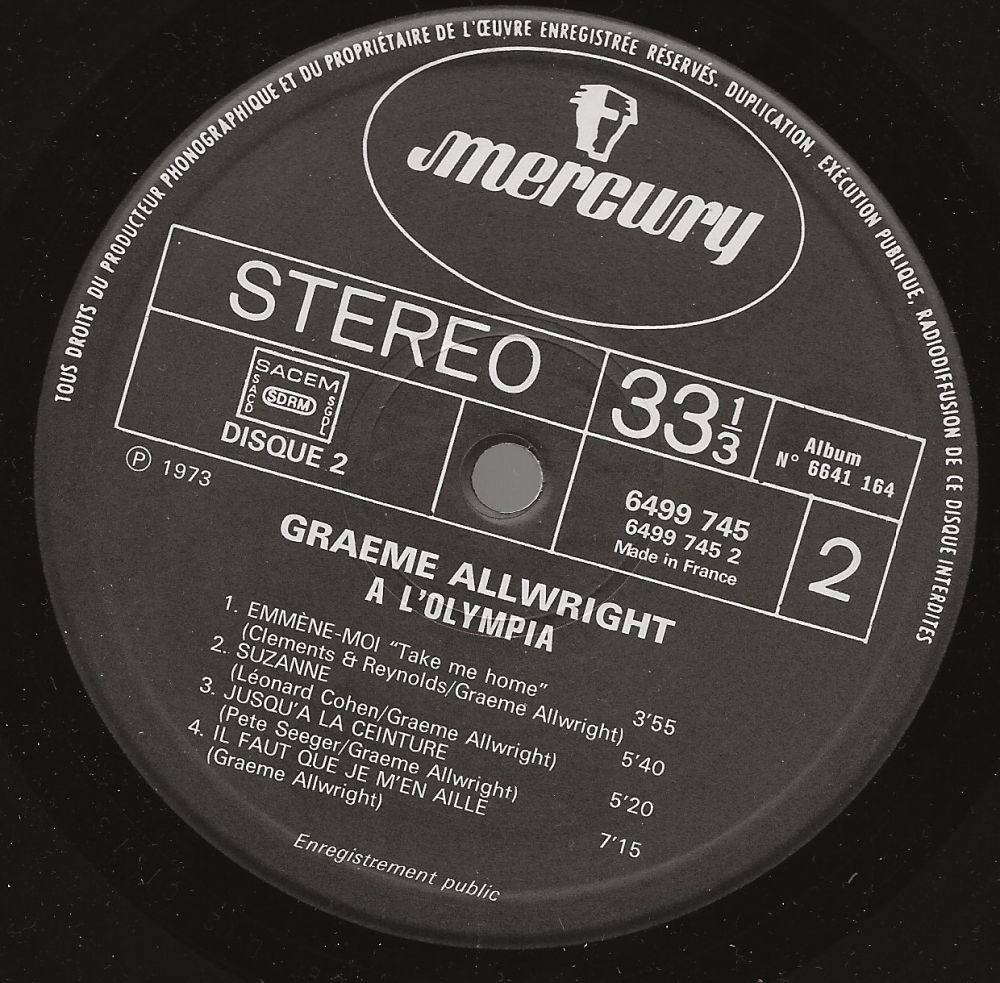 TOUS DROITS DU PRODUCTEUR PHONOGRAPHIQUE ET DU PROPRIÉTAIRE DE L'ŒUVRE ENREGISTRÉE RÉSERVÉS. DUPLICATION, EXÉCUTION PUBLIQUE, RADIODIFFUSION DE CE DISQUE INTERDITES
mercury
STEREO
33 1/3
Album
N° 6641 164
SACEM
SACD
SDRM
SGDL
DISQUE 2
6499 745
6499 745 2
Made in France
2
Ⓟ 1973
GRAEME ALLWRIGHT
A L'OLYMPIA
1. EMMÈNE-MOI "Take me home"
(Clements & Reynolds/Graeme Allwright) 3'55
2. SUZANNE
(Léonard Cohen/Graeme Allwright) 5'40
3. JUSQU'A LA CEINTURE
(Pete Seeger/Graeme Allwright) 5'20
4. IL FAUT QUE JE M'EN AILLE
(Graeme Allwright) 7'15
Enregistrement public